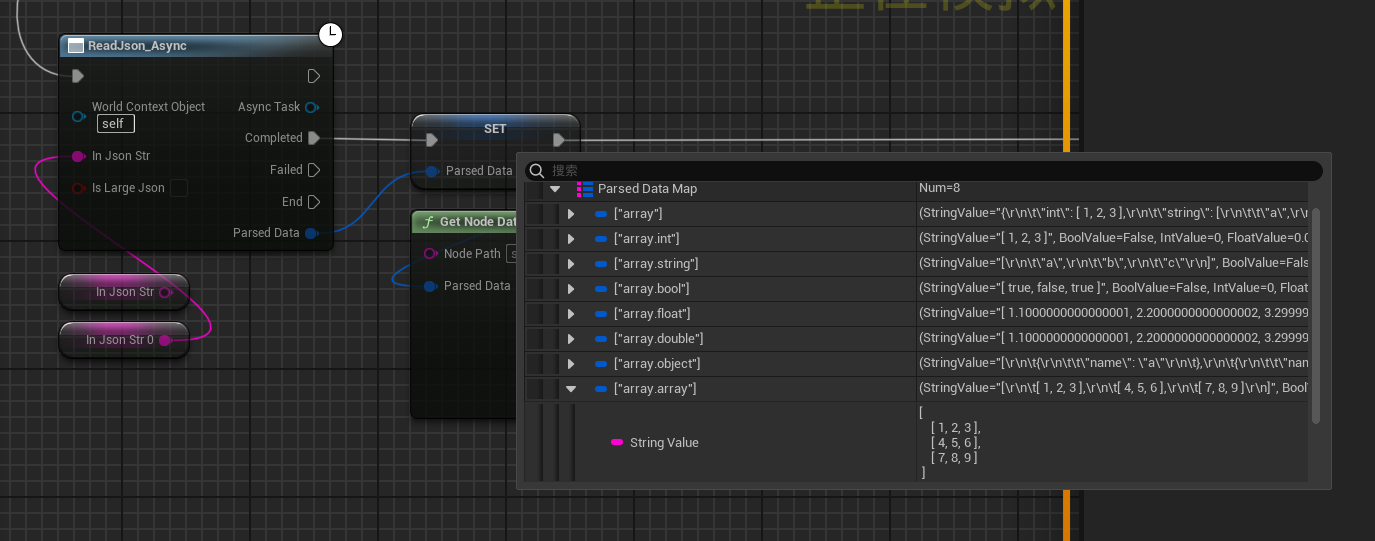 ReadJson_Async
World Context Object
self
Async Task
Completed
In Json Str
Failed
Is Large Json
End
Parsed Data
In Json Str
In Json Str 0
SET
Parsed Data
f Get Node Dat
Node Path
Parsed Data
搜索
Parsed Data Map Num=8
["array"] (StringValue="{\r\n\t\"int\": [ 1, 2, 3 ],\r\n\t\"string\": [\r\n\t\t\"a\",\r\n
["array.int"] (StringValue="[ 1, 2, 3 ]", BoolValue=False, IntValue=0, FloatValue=0.0
["array.string"] (StringValue="[\r\n\t\"a\",\r\n\t\"b\",\r\n\t\"c\"\r\n]", BoolValue=Fals
["array.bool"] (StringValue="[ true, false, true ]", BoolValue=False, IntValue=0, Float
["array.float"] (StringValue="[ 1.1000000000000001, 2.2000000000000002, 3.29999
["array.double"] (StringValue="[ 1.1000000000000001, 2.2000000000000002, 3.29999
["array.object"] (StringValue="[\r\n\t{\r\n\t\t\"name\": \"a\"\r\n\t},\r\n\t{\r\n\t\t\"nam
["array.array"] (StringValue="[\r\n\t[ 1, 2, 3 ],\r\n\t[ 4, 5, 6 ],\r\n\t[ 7, 8, 9 ]\r\n]", Bool
String Value
[
[ 1, 2, 3 ],
[ 4, 5, 6 ],
[ 7, 8, 9 ]
]